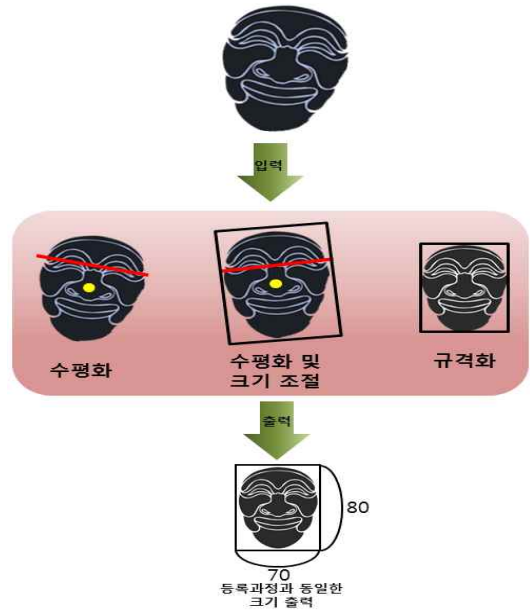 입력
수평화
수평화 및
크기 조절
규격화
출력
80
70
등록과정과 동일한
크기 출력